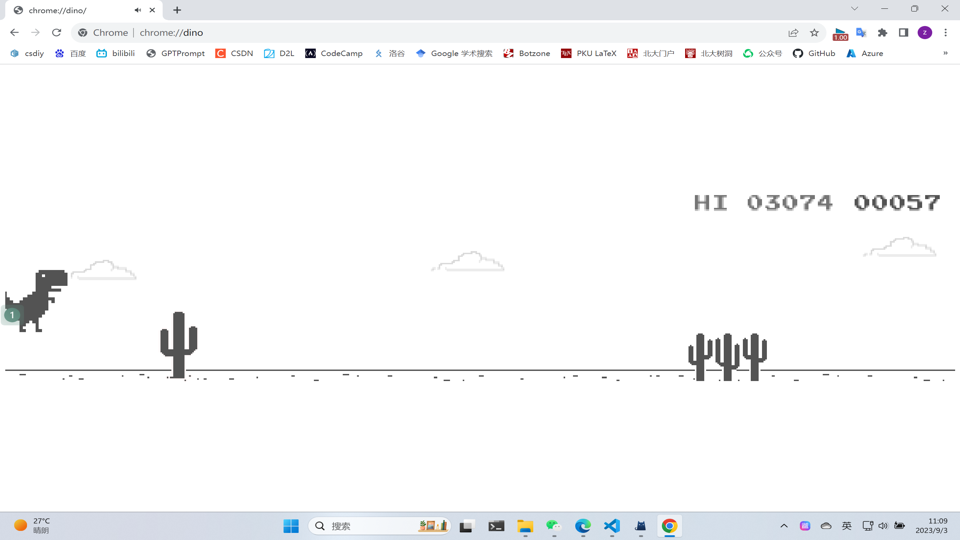 chrome://dino/
Chrome | chrome://dino
1.00
z
csdiy 百度 bilibili GPTPrompt CSDN D2L CodeCamp 洛谷 Google 学术搜索 Botzone PKU LaTeX 北大门户 北大树洞 公众号 GitHub Azure »
HI 03074 00057
1
27°C
晴朗
搜索
英
11:09
2023/9/3